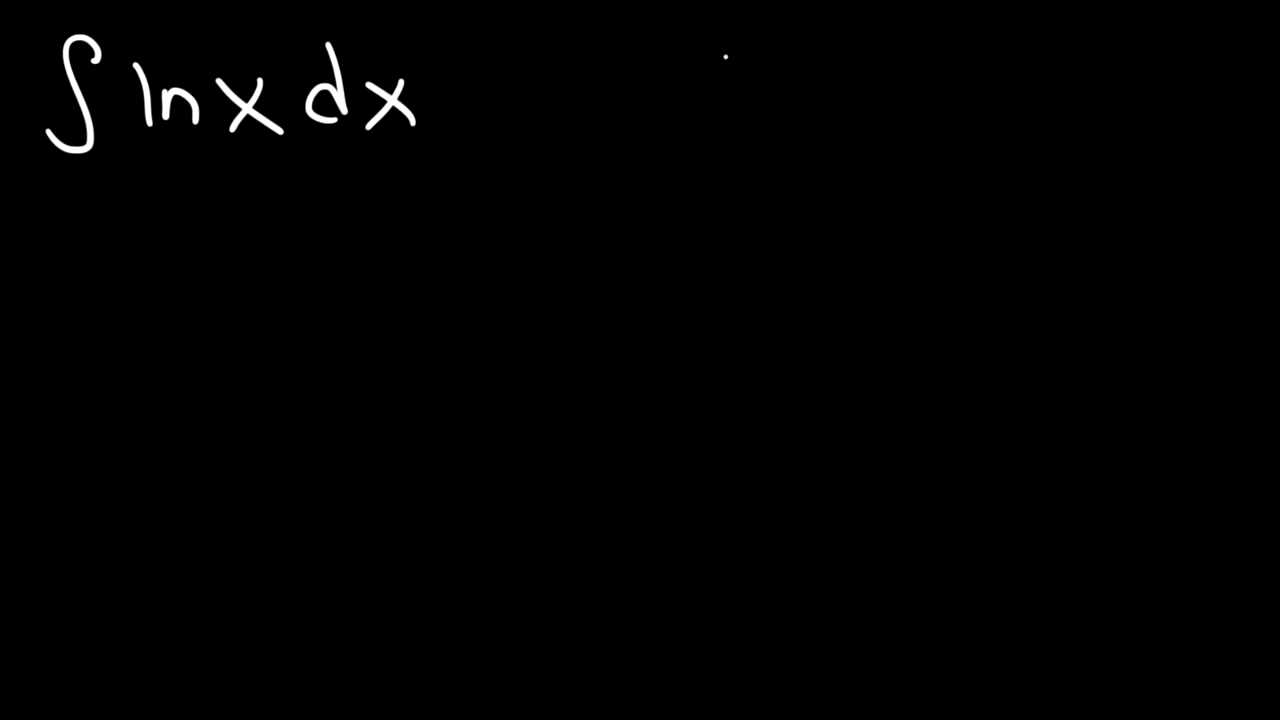 ∫ ln x dx